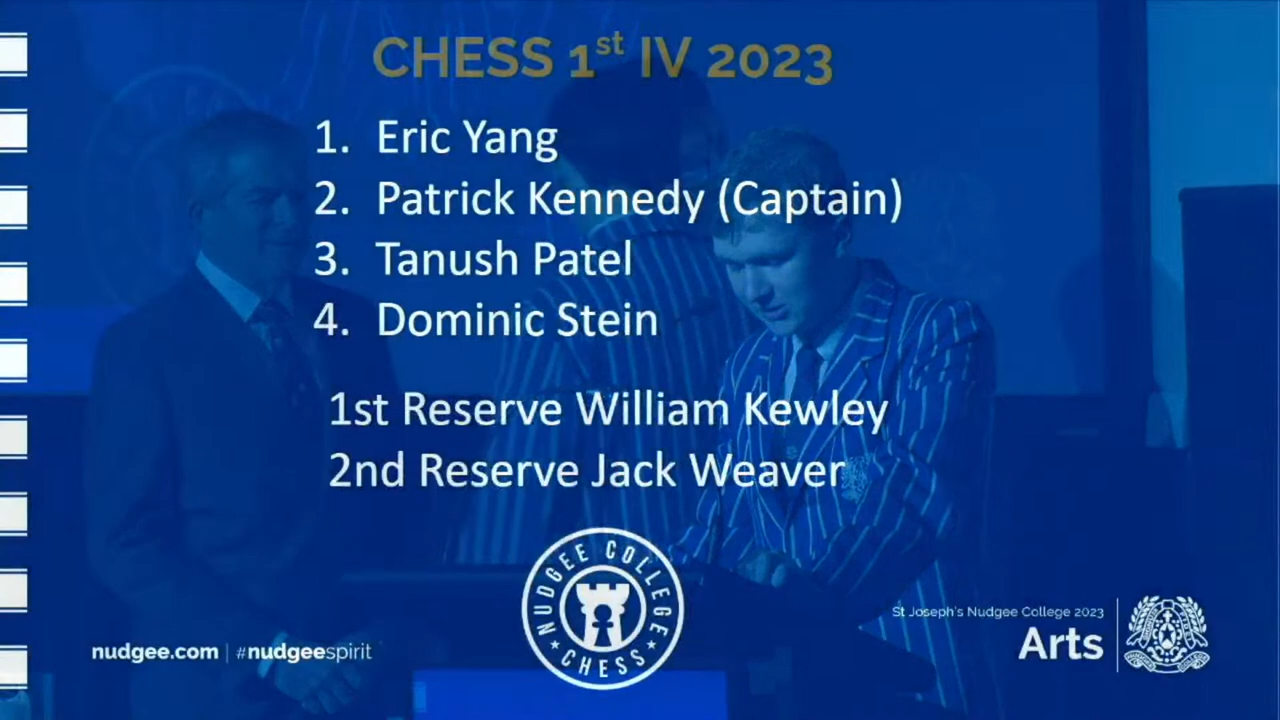 CHESS 1st IV 2023
1. Eric Yang
2. Patrick Kennedy (Captain)
3. Tanush Patel
4. Dominic Stein
1st Reserve William Kewley
2nd Reserve Jack Weaver
NUDGEE COLLEGE
CHESS
St Joseph's Nudgee College 2023
Arts
nudgee.com | #nudgeespirit